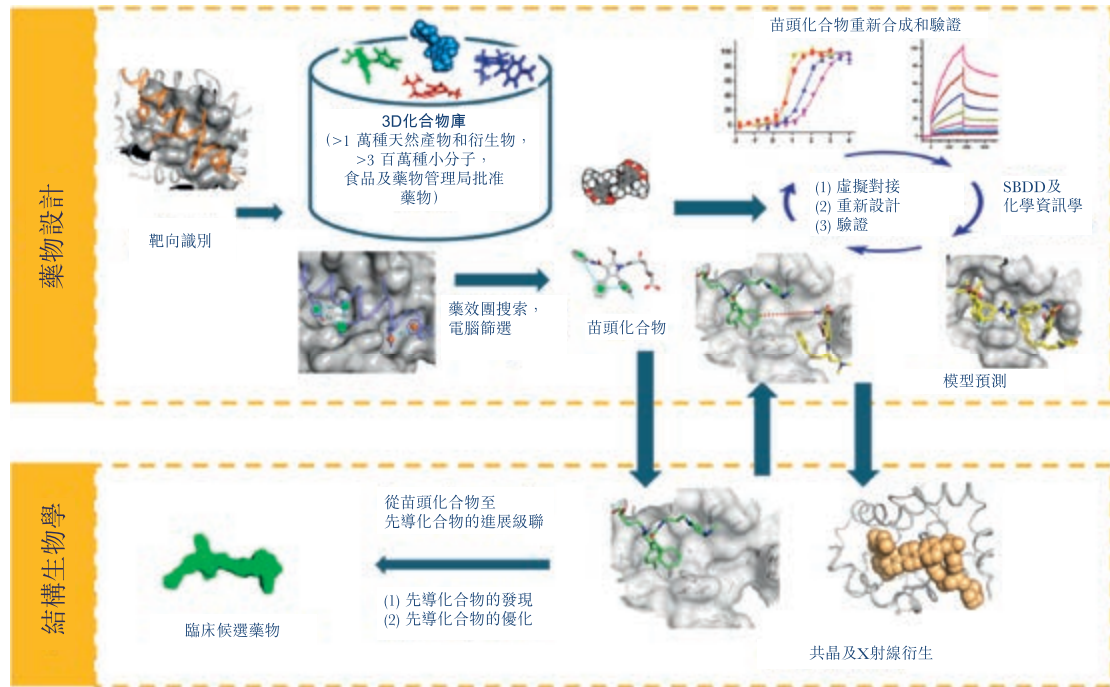 藥物設計
靶向識別
3D化合物庫
(>1 萬種天然產物和衍生物,
>3 百萬種小分子,
食品及藥物管理局批准
藥物)
藥效團搜索,
電腦篩選
苗頭化合物
苗頭化合物重新合成和驗證
(1) 虛擬對接
(2) 重新設計
(3) 驗證
SBDD及
化學資訊學
模型預測
結構生物學
從苗頭化合物至
先導化合物的進展級聯
(1) 先導化合物的發現
(2) 先導化合物的優化
臨床候選藥物
共晶及X射線衍生